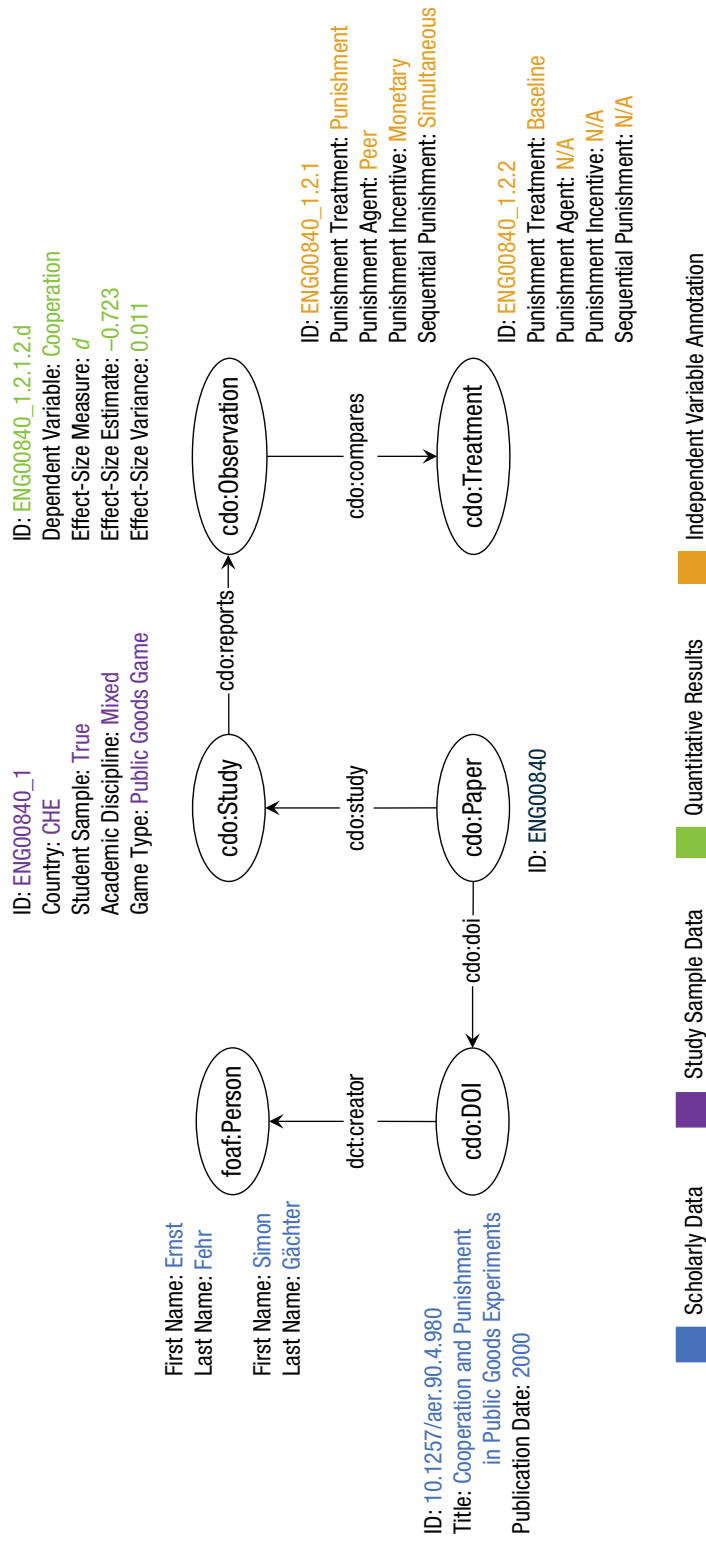 First Name: Ernst
Last Name: Fehr
First Name: Simon
Last Name: Gächter
foaf:Person
dct:creator
ID: 10.1257/aer.90.4.980
Title: Cooperation and Punishment
in Public Goods Experiments
Publication Date: 2000
cdo:DOI
cdo:doi
ID: ENG00840_1
Country: CHE
Student Sample: True
Academic Discipline: Mixed
Game Type: Public Goods Game
cdo:Study
cdo:study
cdo:Paper
ID: ENG00840
cdo:reports
ID: ENG00840_1.2.1.2.d
Dependent Variable: Cooperation
Effect-Size Measure: d
Effect-Size Estimate: −0.723
Effect-Size Variance: 0.011
cdo:Observation
cdo:compares
cdo:Treatment
ID: ENG00840_1.2.1
Punishment Treatment: Punishment
Punishment Agent: Peer
Punishment Incentive: Monetary
Sequential Punishment: Simultaneous
ID: ENG00840_1.2.2
Punishment Treatment: Baseline
Punishment Agent: N/A
Punishment Incentive: N/A
Sequential Punishment: N/A
Scholarly Data
Study Sample Data
Quantitative Results
Independent Variable Annotation